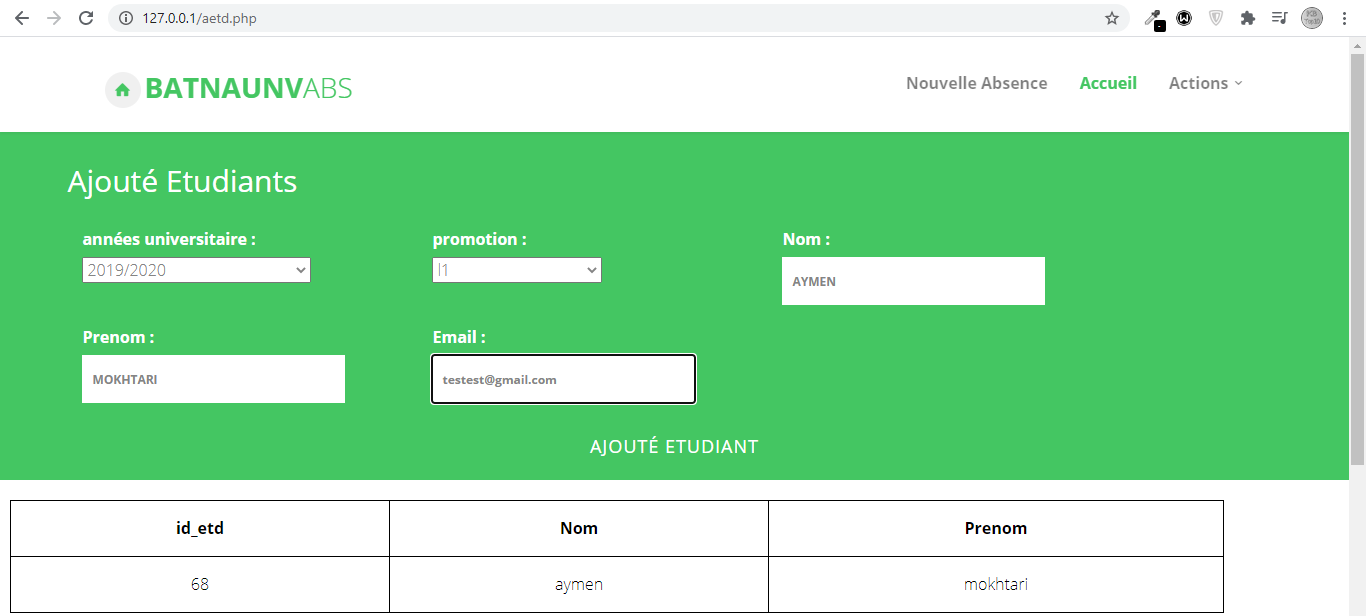 127.0.0.1/aetd.php
BATNAUNVABS
Nouvelle Absence Accueil Actions
Ajouté Etudiants
années universitaire : promotion : Nom :
2019/2020 l1 AYMEN
Prenom : Email :
MOKHTARI testest@gmail.com
AJOUTÉ ETUDIANT
id_etd Nom Prenom
68 aymen mokhtari